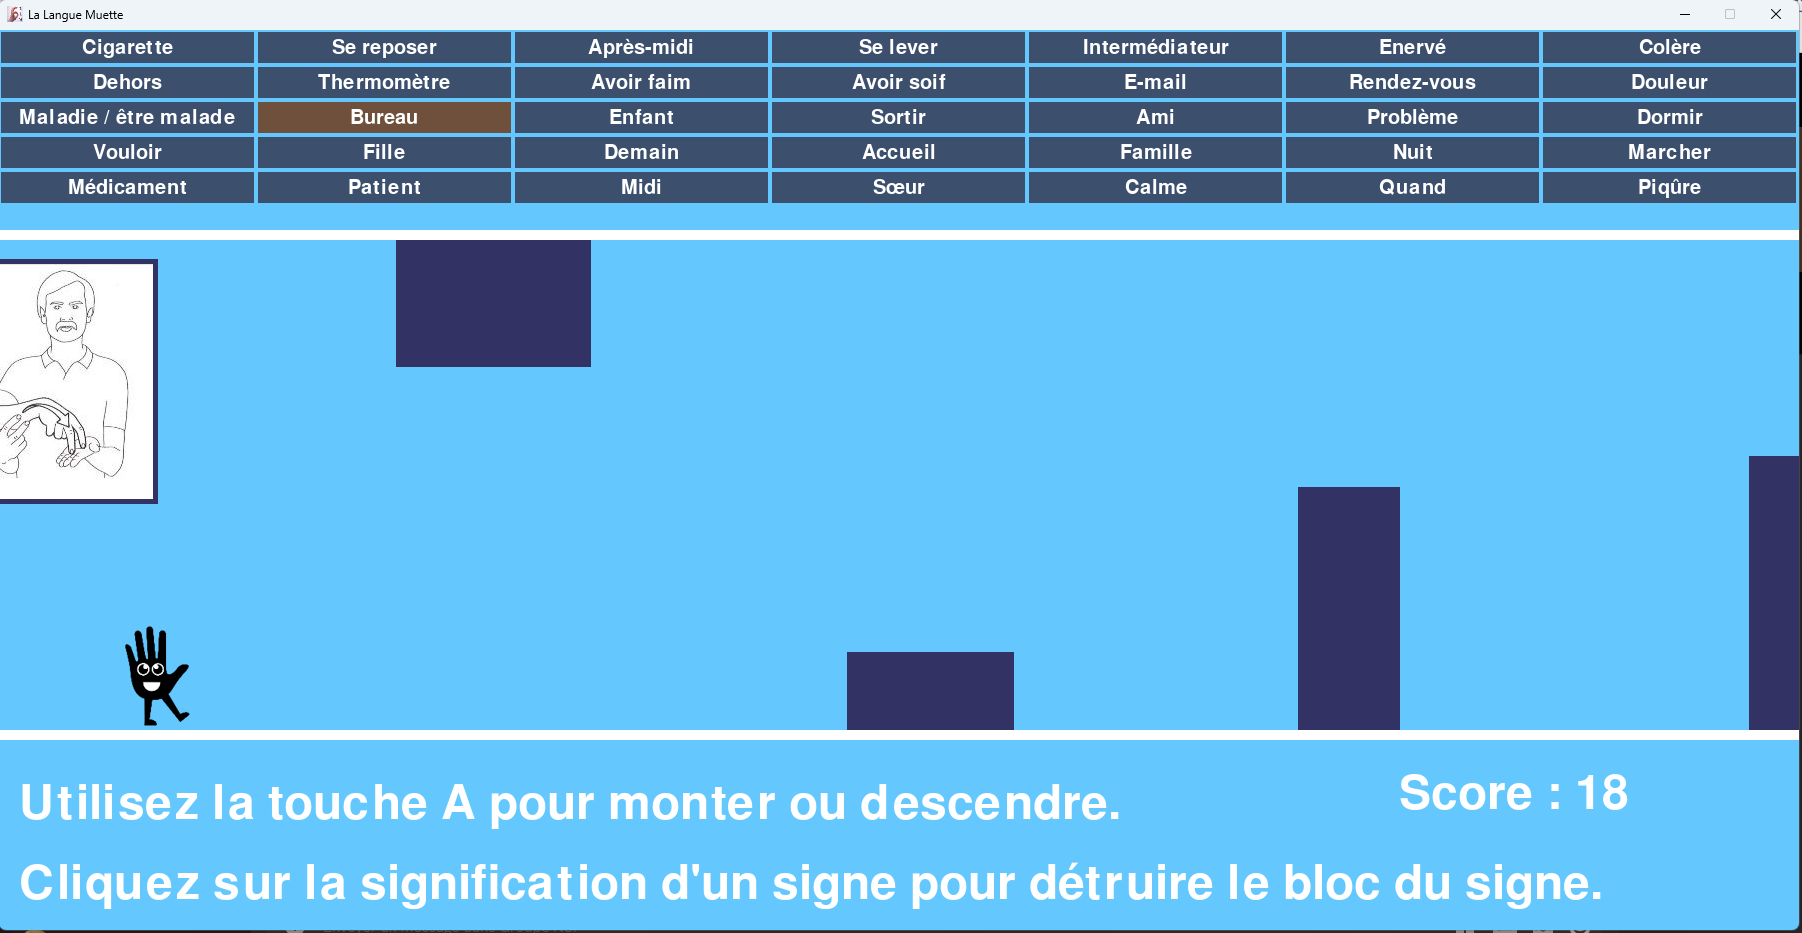 La Langue Muette
Cigarette Se reposer Après-midi Se lever Intermédiateur Enervé Colère
Dehors Thermomètre Avoir faim Avoir soif E-mail Rendez-vous Douleur
Maladie / être malade Bureau Enfant Sortir Ami Problème Dormir
Vouloir Fille Demain Accueil Famille Nuit Marcher
Médicament Patient Midi Sœur Calme Quand Piqûre
Utilisez la touche A pour monter ou descendre.
Score : 18
Cliquez sur la signification d'un signe pour détruire le bloc du signe.